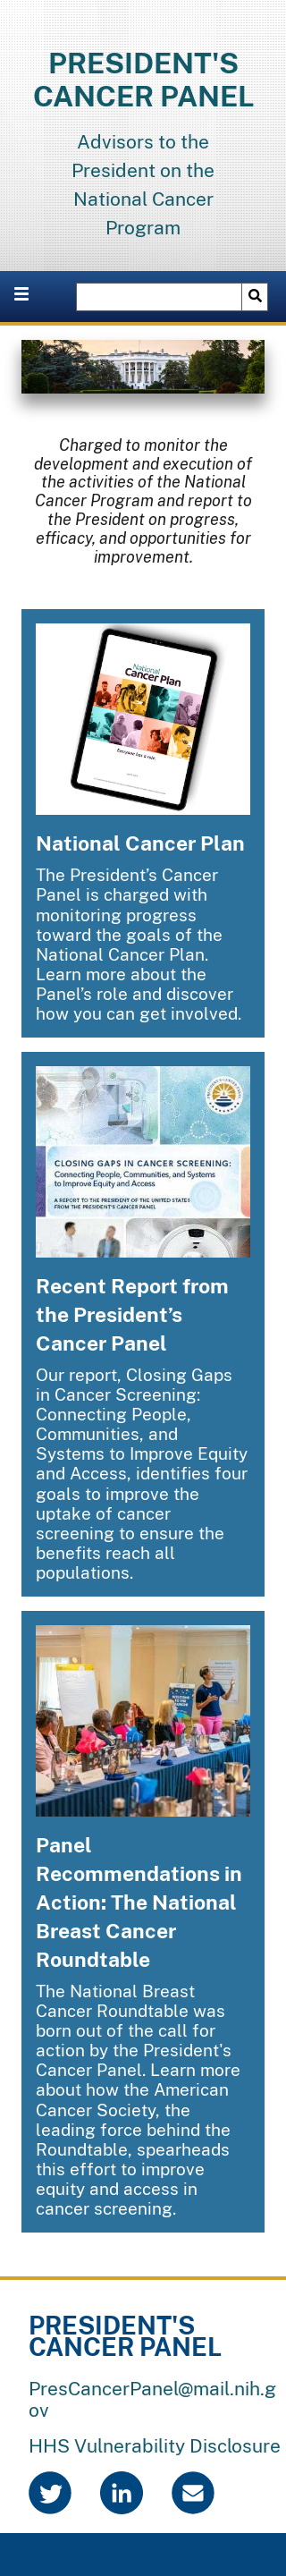 PRESIDENT'S
CANCER PANEL
Advisors to the
President on the
National Cancer
Program
Charged to monitor the
development and execution of
the activities of the National
Cancer Program and report to
the President on progress,
efficacy, and opportunities for
improvement.
National
Cancer Plan
Everyone has a role.
National Cancer Plan
The President’s Cancer
Panel is charged with
monitoring progress
toward the goals of the
National Cancer Plan.
Learn more about the
Panel’s role and discover
how you can get involved.
CLOSING GAPS IN CANCER SCREENING:
Connecting People, Communities, and Systems
to Improve Equity and Access
A REPORT TO THE PRESIDENT OF THE UNITED STATES
FROM THE PRESIDENT'S CANCER PANEL
Recent Report from
the President’s
Cancer Panel
Our report, Closing Gaps
in Cancer Screening:
Connecting People,
Communities, and
Systems to Improve Equity
and Access, identifies four
goals to improve the
uptake of cancer
screening to ensure the
benefits reach all
populations.
Panel
Recommendations in
Action: The National
Breast Cancer
Roundtable
The National Breast
Cancer Roundtable was
born out of the call for
action by the President's
Cancer Panel. Learn more
about how the American
Cancer Society, the
leading force behind the
Roundtable, spearheads
this effort to improve
equity and access in
cancer screening.
PRESIDENT'S
CANCER PANEL
PresCancerPanel@mail.nih.g
ov
HHS Vulnerability Disclosure